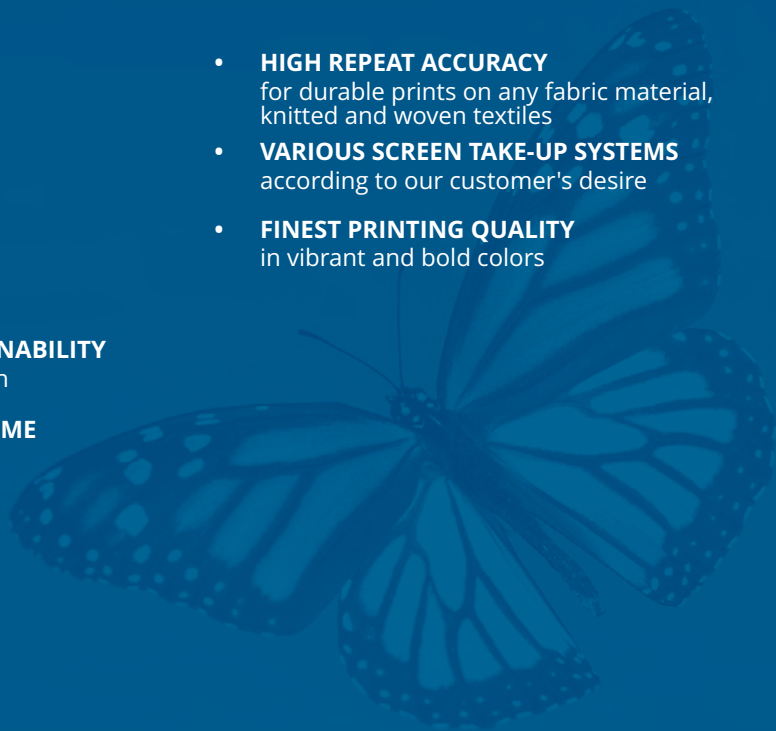 • HIGH REPEAT ACCURACY
for durable prints on any fabric material,
knitted and woven textiles
• VARIOUS SCREEN TAKE-UP SYSTEMS
according to our customer's desire
• FINEST PRINTING QUALITY
in vibrant and bold colors
NABILITY
n
ME